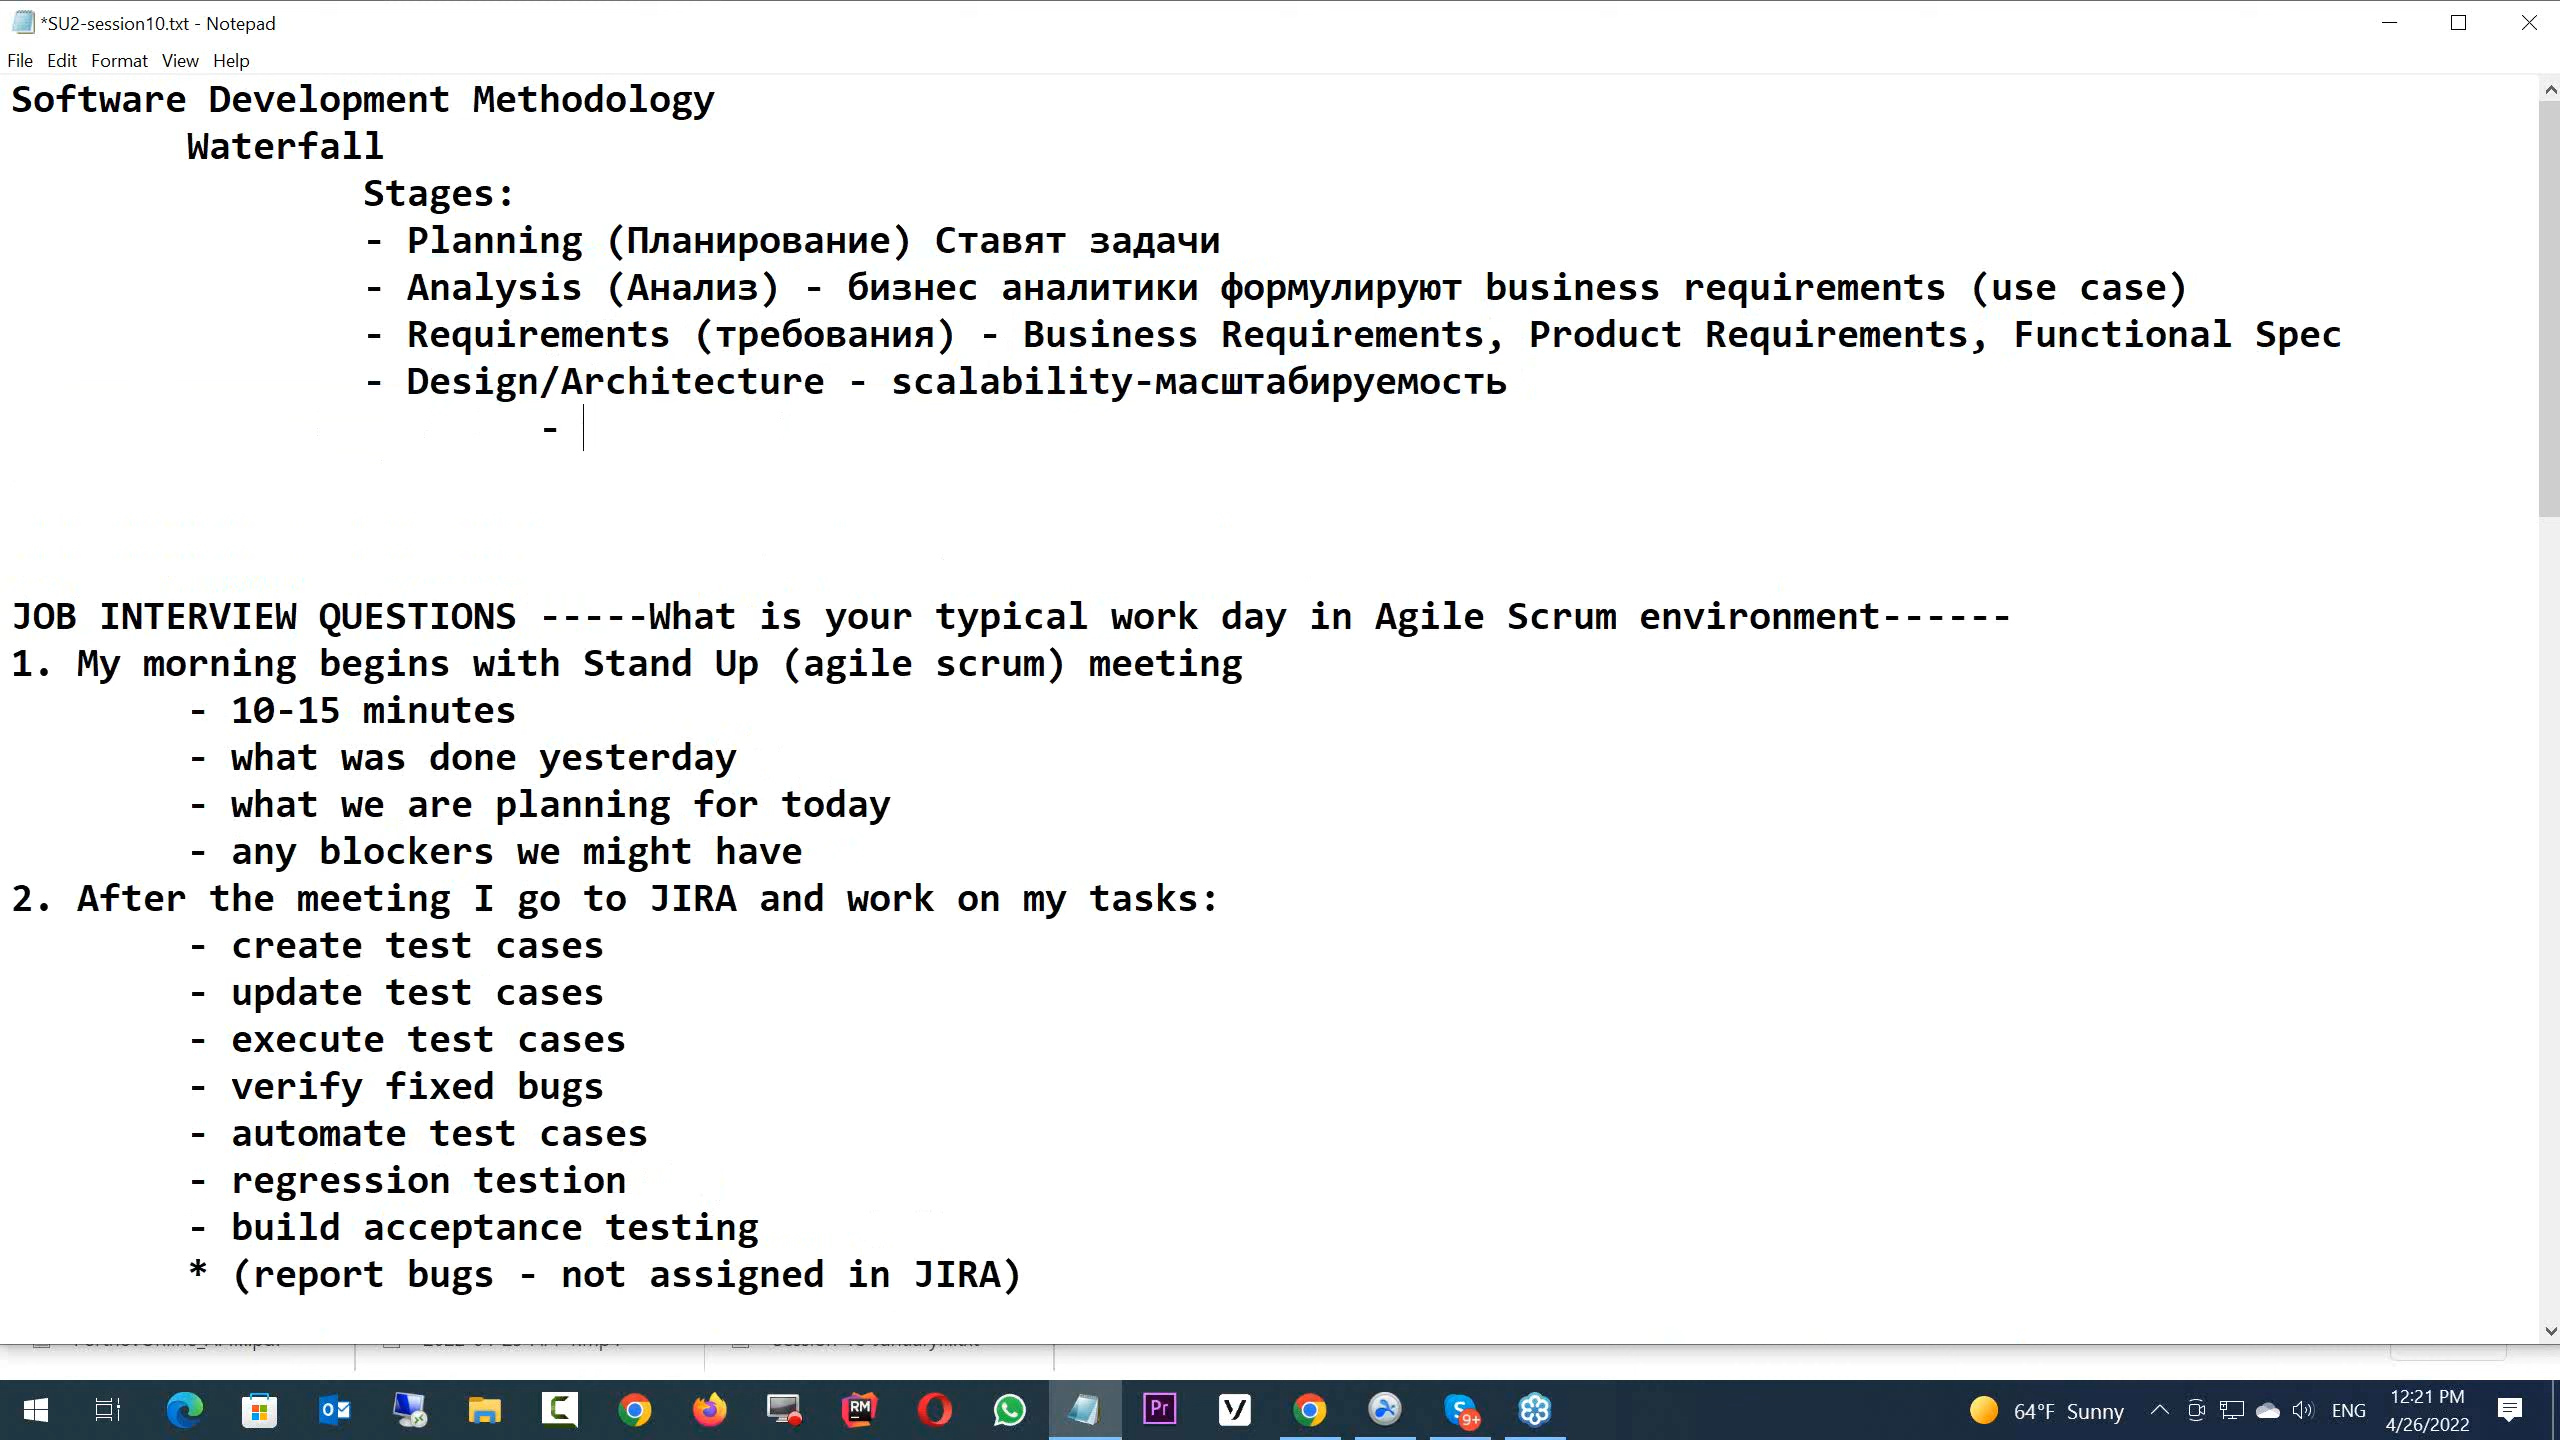 *SU2-session10.txt - Notepad
File Edit Format View Help
Software Development Methodology
Waterfall
Stages:
- Planning (Планирование) Ставят задачи
- Analysis (Анализ) - бизнес аналитики формулируют business requirements (use case)
- Requirements (требования) - Business Requirements, Product Requirements, Functional Spec
- Design/Architecture - scalability-масштабируемость
-
JOB INTERVIEW QUESTIONS -----What is your typical work day in Agile Scrum environment------
1. My morning begins with Stand Up (agile scrum) meeting
- 10-15 minutes
- what was done yesterday
- what we are planning for today
- any blockers we might have
2. After the meeting I go to JIRA and work on my tasks:
- create test cases
- update test cases
- execute test cases
- verify fixed bugs
- automate test cases
- regression testion
- build acceptance testing
* (report bugs - not assigned in JIRA)
64°F Sunny
ENG
12:21 PM
4/26/2022